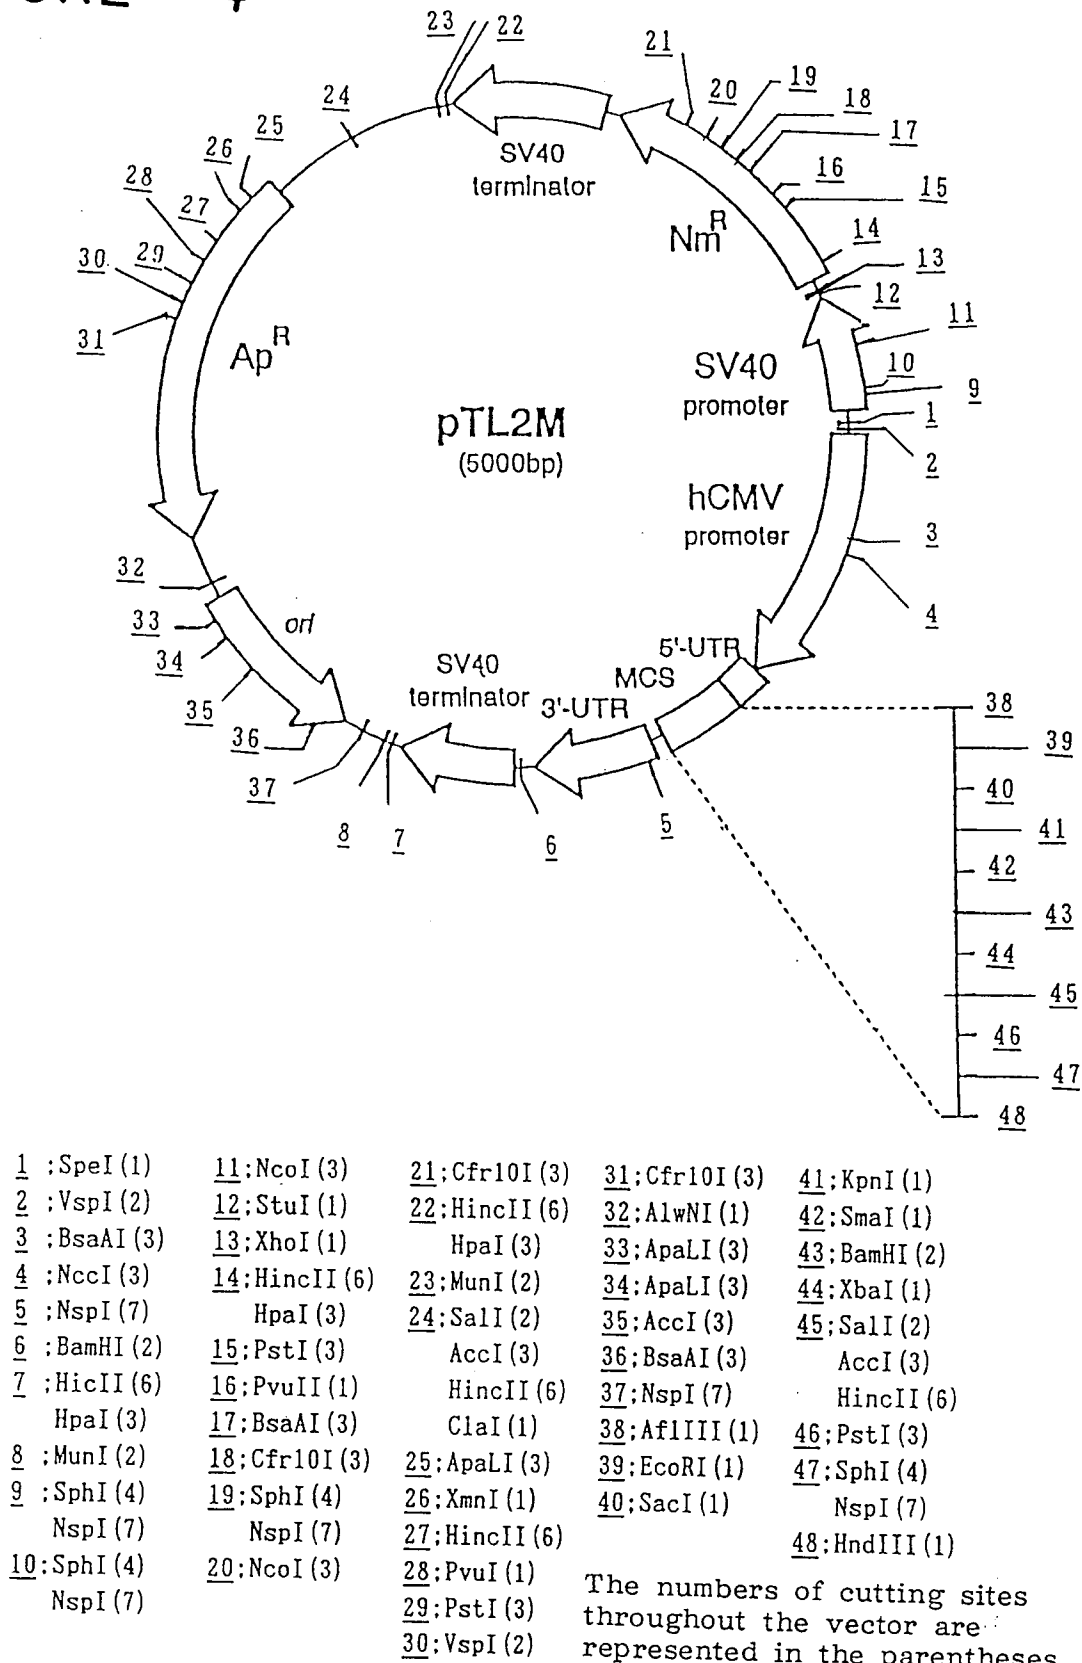 23 22
21
20 19
18
17
16
15
14
13
12
11
10
9
1
2
3
4
24
25
26
28
27
29
30
31
32
33
34
35
36
37
8 7 6 5
SV40
terminator
Nm R
SV40
promoter
hCMV
promoter
Ap R
pTL2M
(5000bp)
ori
SV40
terminator
3'-UTR
MCS
5'-UTR
38
39
40
41
42
43
44
45
46
47
48
1 ;SpeI(1)
2 ;VspI(2)
3 ;BsaAI(3)
4 ;NccI(3)
5 ;NspI(7)
6 ;BamHI(2)
7 ;HicII(6)
HpaI(3)
8 ;MunI(2)
9 ;SphI(4)
NspI(7)
10;SphI(4)
NspI(7)
11;NcoI(3)
12;StuI(1)
13;XhoI(1)
14;HincII(6)
HpaI(3)
15;PstI(3)
16;PvuII(1)
17;BsaAI(3)
18;Cfr10I(3)
19;SphI(4)
NspI(7)
20;NcoI(3)
21;Cfr10I(3)
22;HincII(6)
HpaI(3)
23;MunI(2)
24;SalI(2)
AccI(3)
HincII(6)
ClaI(1)
25;ApaLI(3)
26;XmnI(1)
27;HincII(6)
28;PvuI(1)
29;PstI(3)
30;VspI(2)
31;Cfr10I(3)
32;AlwNI(1)
33;ApaLI(3)
34;ApaLI(3)
35;AccI(3)
36;BsaAI(3)
37;NspI(7)
38;AflIII(1)
39;EcoRI(1)
40;SacI(1)
41;KpnI(1)
42;SmaI(1)
43;BamHI(2)
44;XbaI(1)
45;SalI(2)
AccI(3)
HincII(6)
46;PstI(3)
47;SphI(4)
NspI(7)
48;HndIII(1)
The numbers of cutting sites
throughout the vector are
represented in the parentheses